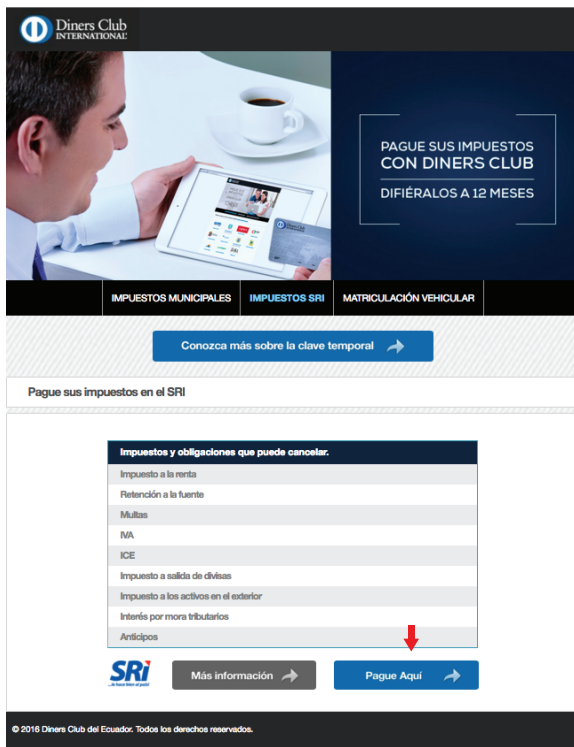 Diners Club
INTERNATIONAL
PAGUE SUS IMPUESTOS
CON DINERS CLUB
DIFIÉRALOS A 12 MESES
IMPUESTOS MUNICIPALES IMPUESTOS SRI MATRICULACIÓN VEHICULAR
Conozca más sobre la clave temporal
Pague sus impuestos en el SRI
Impuestos y obligaciones que puede cancelar.
Impuesto a la renta
Retención a la fuente
Multas
IVA
ICE
Impuesto a salida de divisas
Impuesto a los activos en el exterior
Interés por mora tributarios
Anticipos
SRi
...le hace bien al país!
Más información
Pague Aquí
© 2016 Diners Club del Ecuador. Todos los derechos reservados.